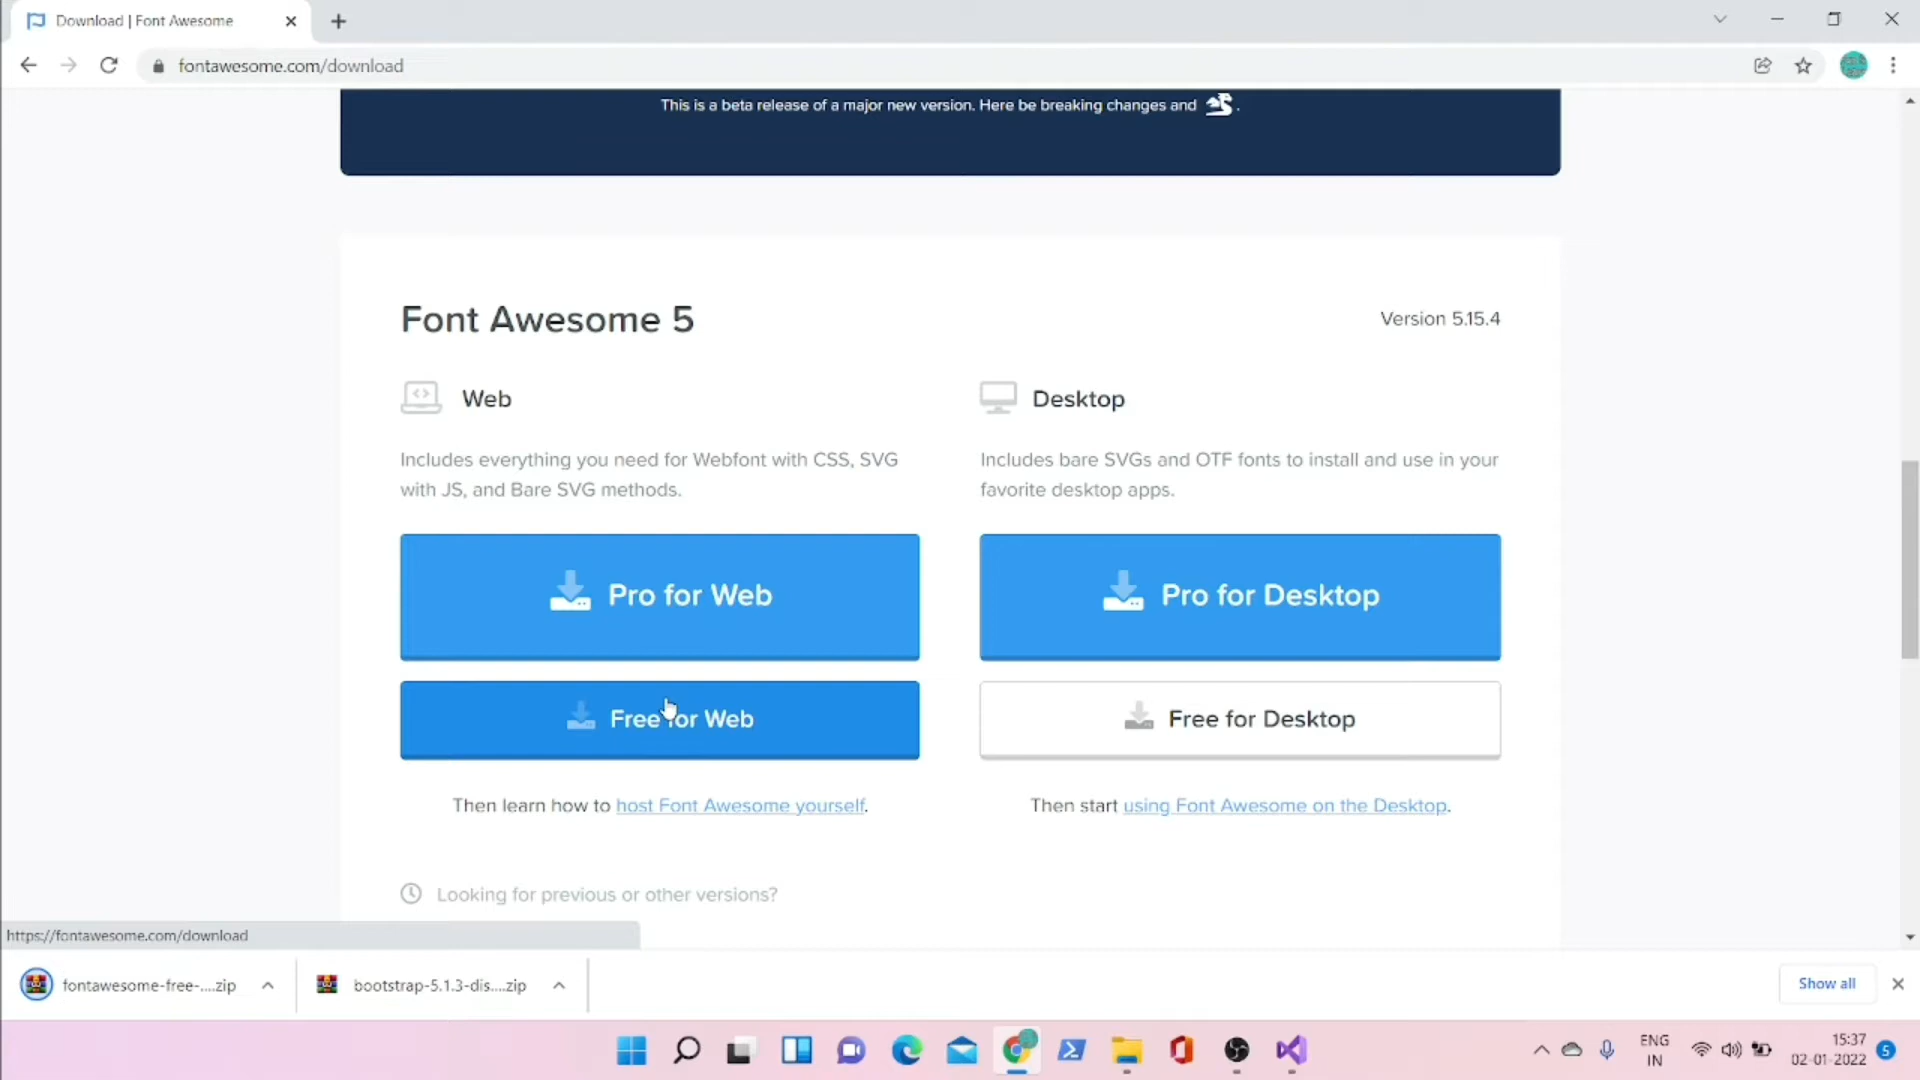 Download | Font Awesome
fontawesome.com/download
This is a beta release of a major new version. Here be breaking changes and .
Font Awesome 5
Version 5.15.4
Web
Desktop
Includes everything you need for Webfont with CSS, SVG
with JS, and Bare SVG methods.
Includes bare SVGs and OTF fonts to install and use in your
favorite desktop apps.
Pro for Web
Pro for Desktop
Free for Web
Free for Desktop
Then learn how to host Font Awesome yourself.
Then start using Font Awesome on the Desktop.
Looking for previous or other versions?
https://fontawesome.com/download
fontawesome-free-....zip
bootstrap-5.1.3-dis....zip
Show all
ENG
IN
15:37
02-01-2022
5